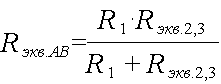 R экв.АВ = (R 1 · R экв.2,3) / (R 1 + R экв.2,3)